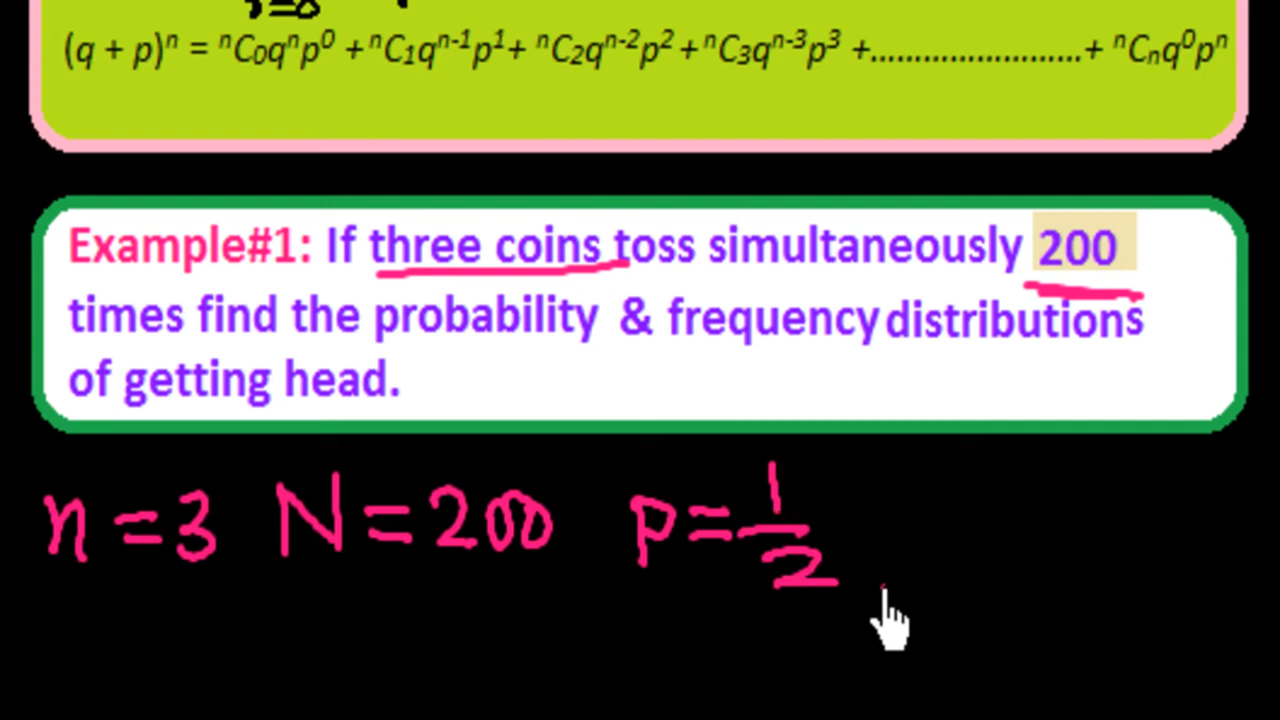 (q + p)ⁿ = ⁿC₀qⁿp⁰ + ⁿC₁qⁿ⁻¹p¹+ ⁿC₂qⁿ⁻²p² + ⁿC₃qⁿ⁻³p³ +........................+ ⁿCₙq⁰pⁿ
Example#1: If three coins toss simultaneously 200
times find the probability & frequency distributions
of getting head.
n = 3 N = 200 p = 1/2